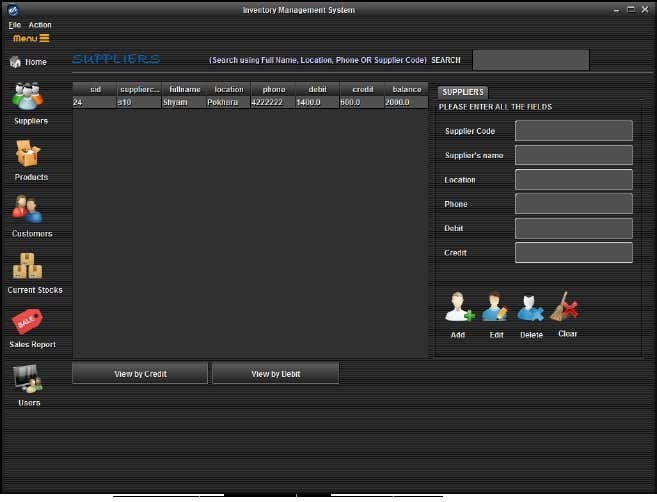 Inventory Management System
File Action
Menu
Home
SUPPLIERS (Search using Full Name, Location, Phone OR Supplier Code) SEARCH
sid supplierc... fullname location phone debit credit balance
24 s10 Shyam Pokhara 4222222 1400.0 600.0 2000.0
SUPPLIERS
PLEASE ENTER ALL THE FIELDS
Supplier Code
Supplier's name
Location
Phone
Debit
Credit
Add Edit Delete Clear
Suppliers
Products
Customers
Current Stocks
SALE
Sales Report
Users
View by Credit View by Debit